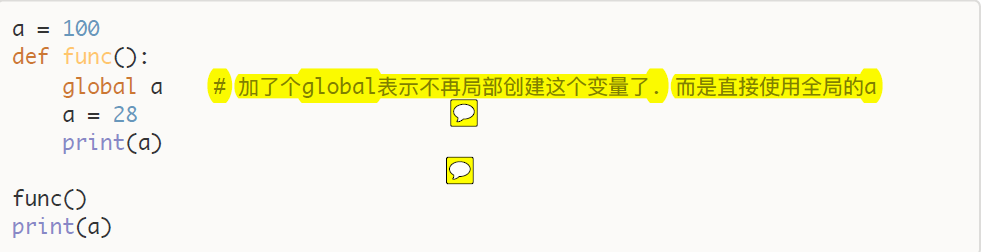 a = 100
def func():
    global a    # 加了个global表示不再局部创建这个变量了. 而是直接使用全局的a
    a = 28
    print(a)
func()
print(a)